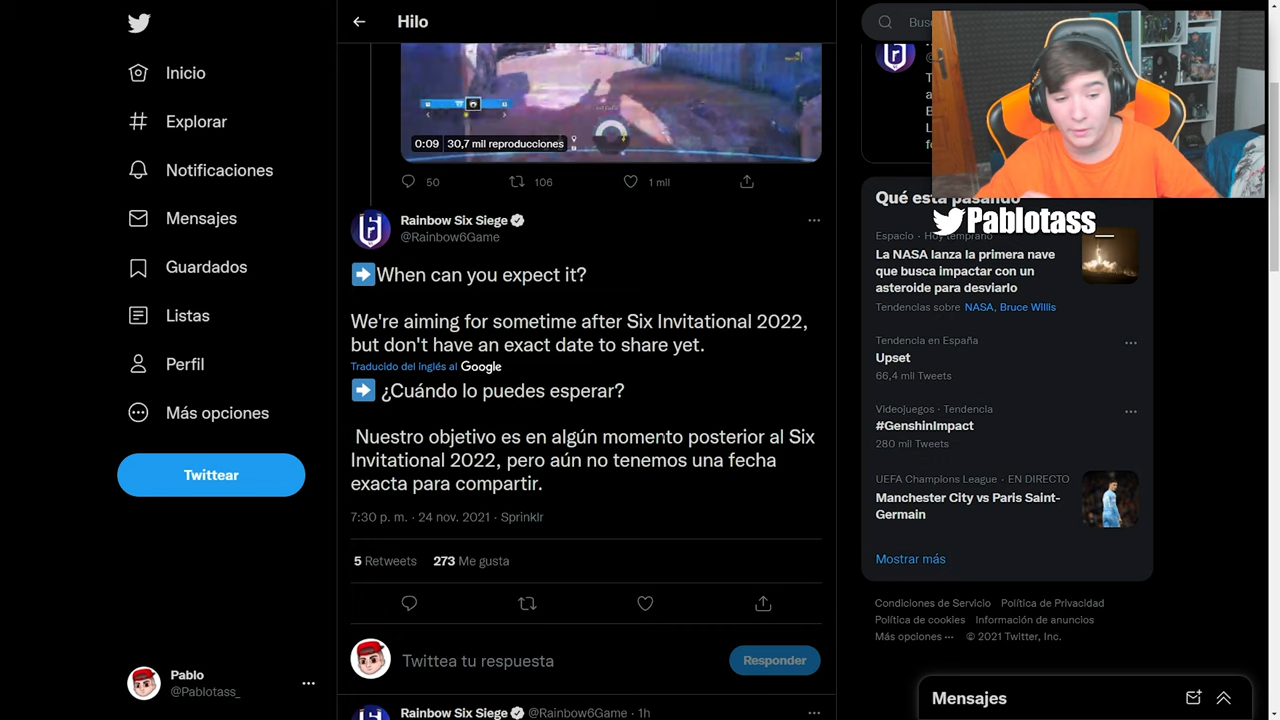 Inicio
Explorar
Notificaciones
Mensajes
Guardados
Listas
Perfil
Más opciones
Twittear
Pablo
@Pablotass_
Hilo
0:09 30,7 mil reproducciones
50 106 1 mil
Rainbow Six Siege
@Rainbow6Game
When can you expect it?
We're aiming for sometime after Six Invitational 2022,
but don't have an exact date to share yet.
Traducido del inglés al Google
¿Cuándo lo puedes esperar?
Nuestro objetivo es en algún momento posterior al Six
Invitational 2022, pero aún no tenemos una fecha
exacta para compartir.
7:30 p. m. · 24 nov. 2021 · Sprinklr
5 Retweets 273 Me gusta
Twittea tu respuesta
Responder
Rainbow Six Siege @Rainbow6Game · 1h
Pablotass
Qué está pasando
Espacio · Hoy temprano
La NASA lanza la primera nave
que busca impactar con un
asteroide para desviarlo
Tendencias sobre NASA, Bruce Willis
Tendencia en España
Upset
66,4 mil Tweets
Videojuegos · Tendencia
#GenshinImpact
280 mil Tweets
UEFA Champions League · EN DIRECTO
Manchester City vs Paris Saint-
Germain
Mostrar más
Condiciones de Servicio Política de Privacidad
Política de cookies Información de anuncios
Más opciones ··· © 2021 Twitter, Inc.
Mensajes